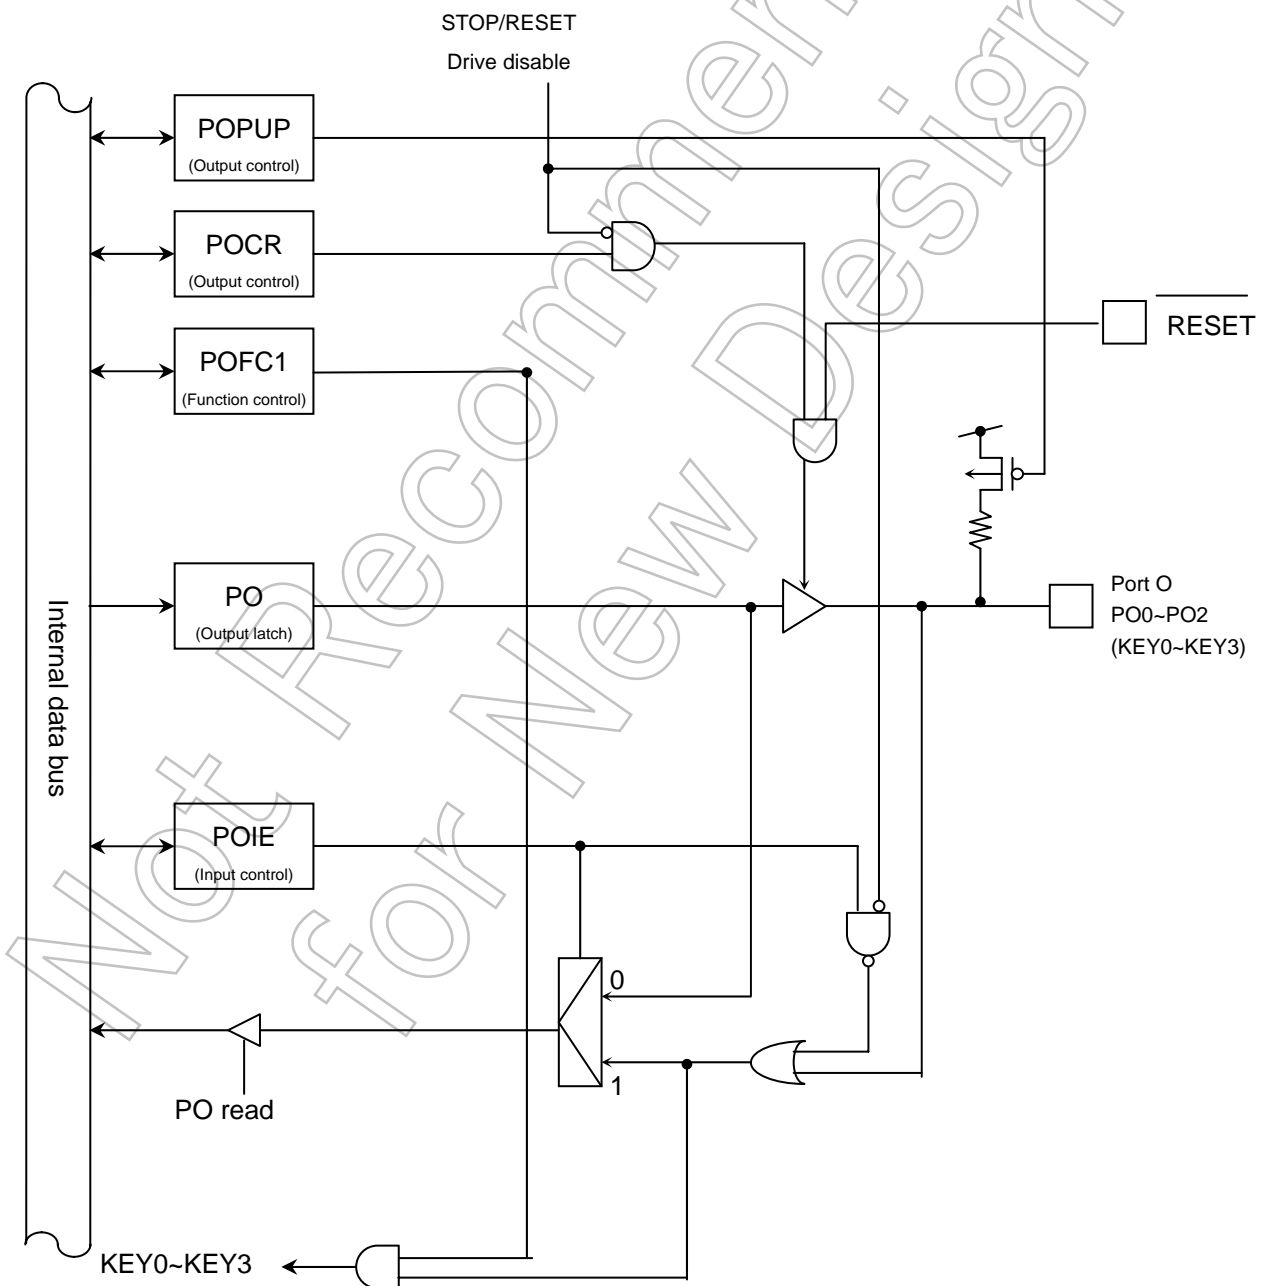 STOP/RESET
Drive disable
POPUP
(Output control)
POCR
(Output control)
RESET
POFC1
(Function control)
PO
(Output latch)
Port O
PO0~PO2
(KEY0~KEY3)
Internal data bus
POIE
(Input control)
0
1
PO read
KEY0~KEY3
Not Recommen
for New Design